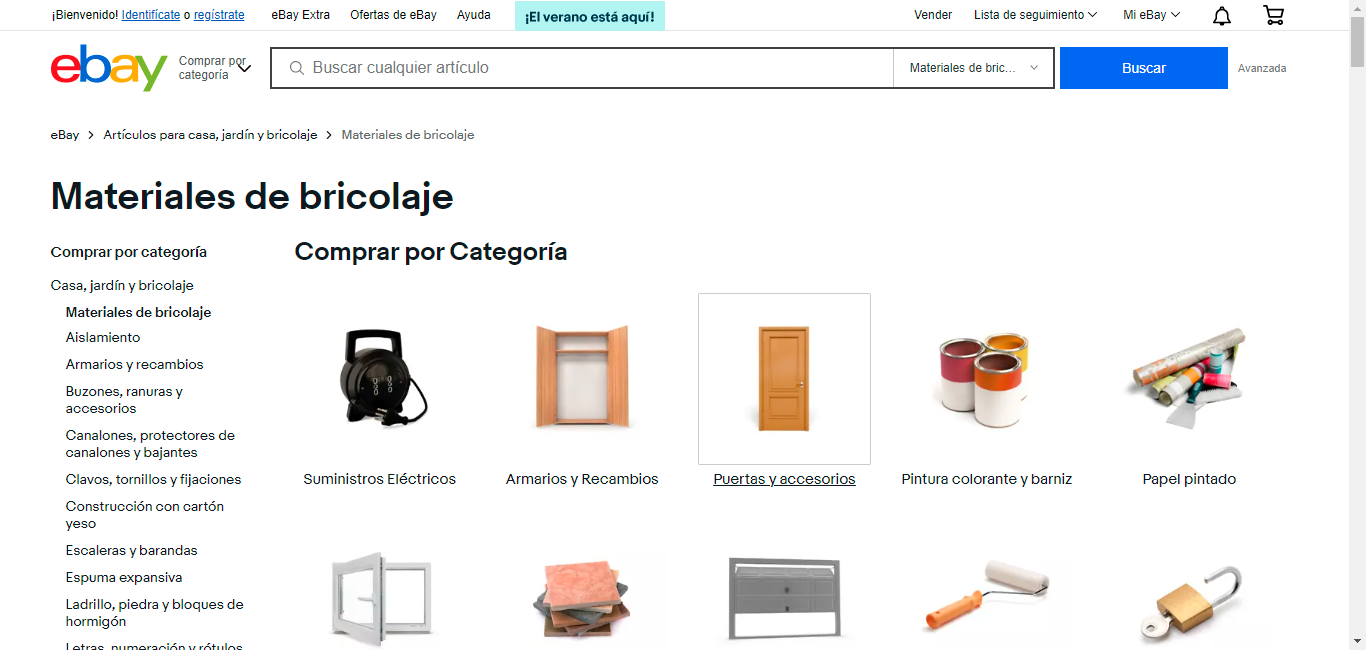 ¡Bienvenido! Identifícate o regístrate
eBay Extra
Ofertas de eBay
Ayuda
¡El verano está aquí!
Vender
Lista de seguimiento
Mi eBay
ebay
Comprar por
categoría
Buscar cualquier artículo
Materiales de bric...
Buscar
Avanzada
eBay
Artículos para casa, jardín y bricolaje
Materiales de bricolaje
Materiales de bricolaje
Comprar por categoría
Casa, jardín y bricolaje
Materiales de bricolaje
Aislamiento
Armarios y recambios
Buzones, ranuras y
accesorios
Canalones, protectores de
canalones y bajantes
Clavos, tornillos y fijaciones
Construcción con cartón
yeso
Escaleras y barandas
Espuma expansiva
Ladrillo, piedra y bloques de
hormigón
Letras, numeración y rótulos
Comprar por Categoría
Suministros Eléctricos
Armarios y Recambios
Puertas y accesorios
Pintura colorante y barniz
Papel pintado